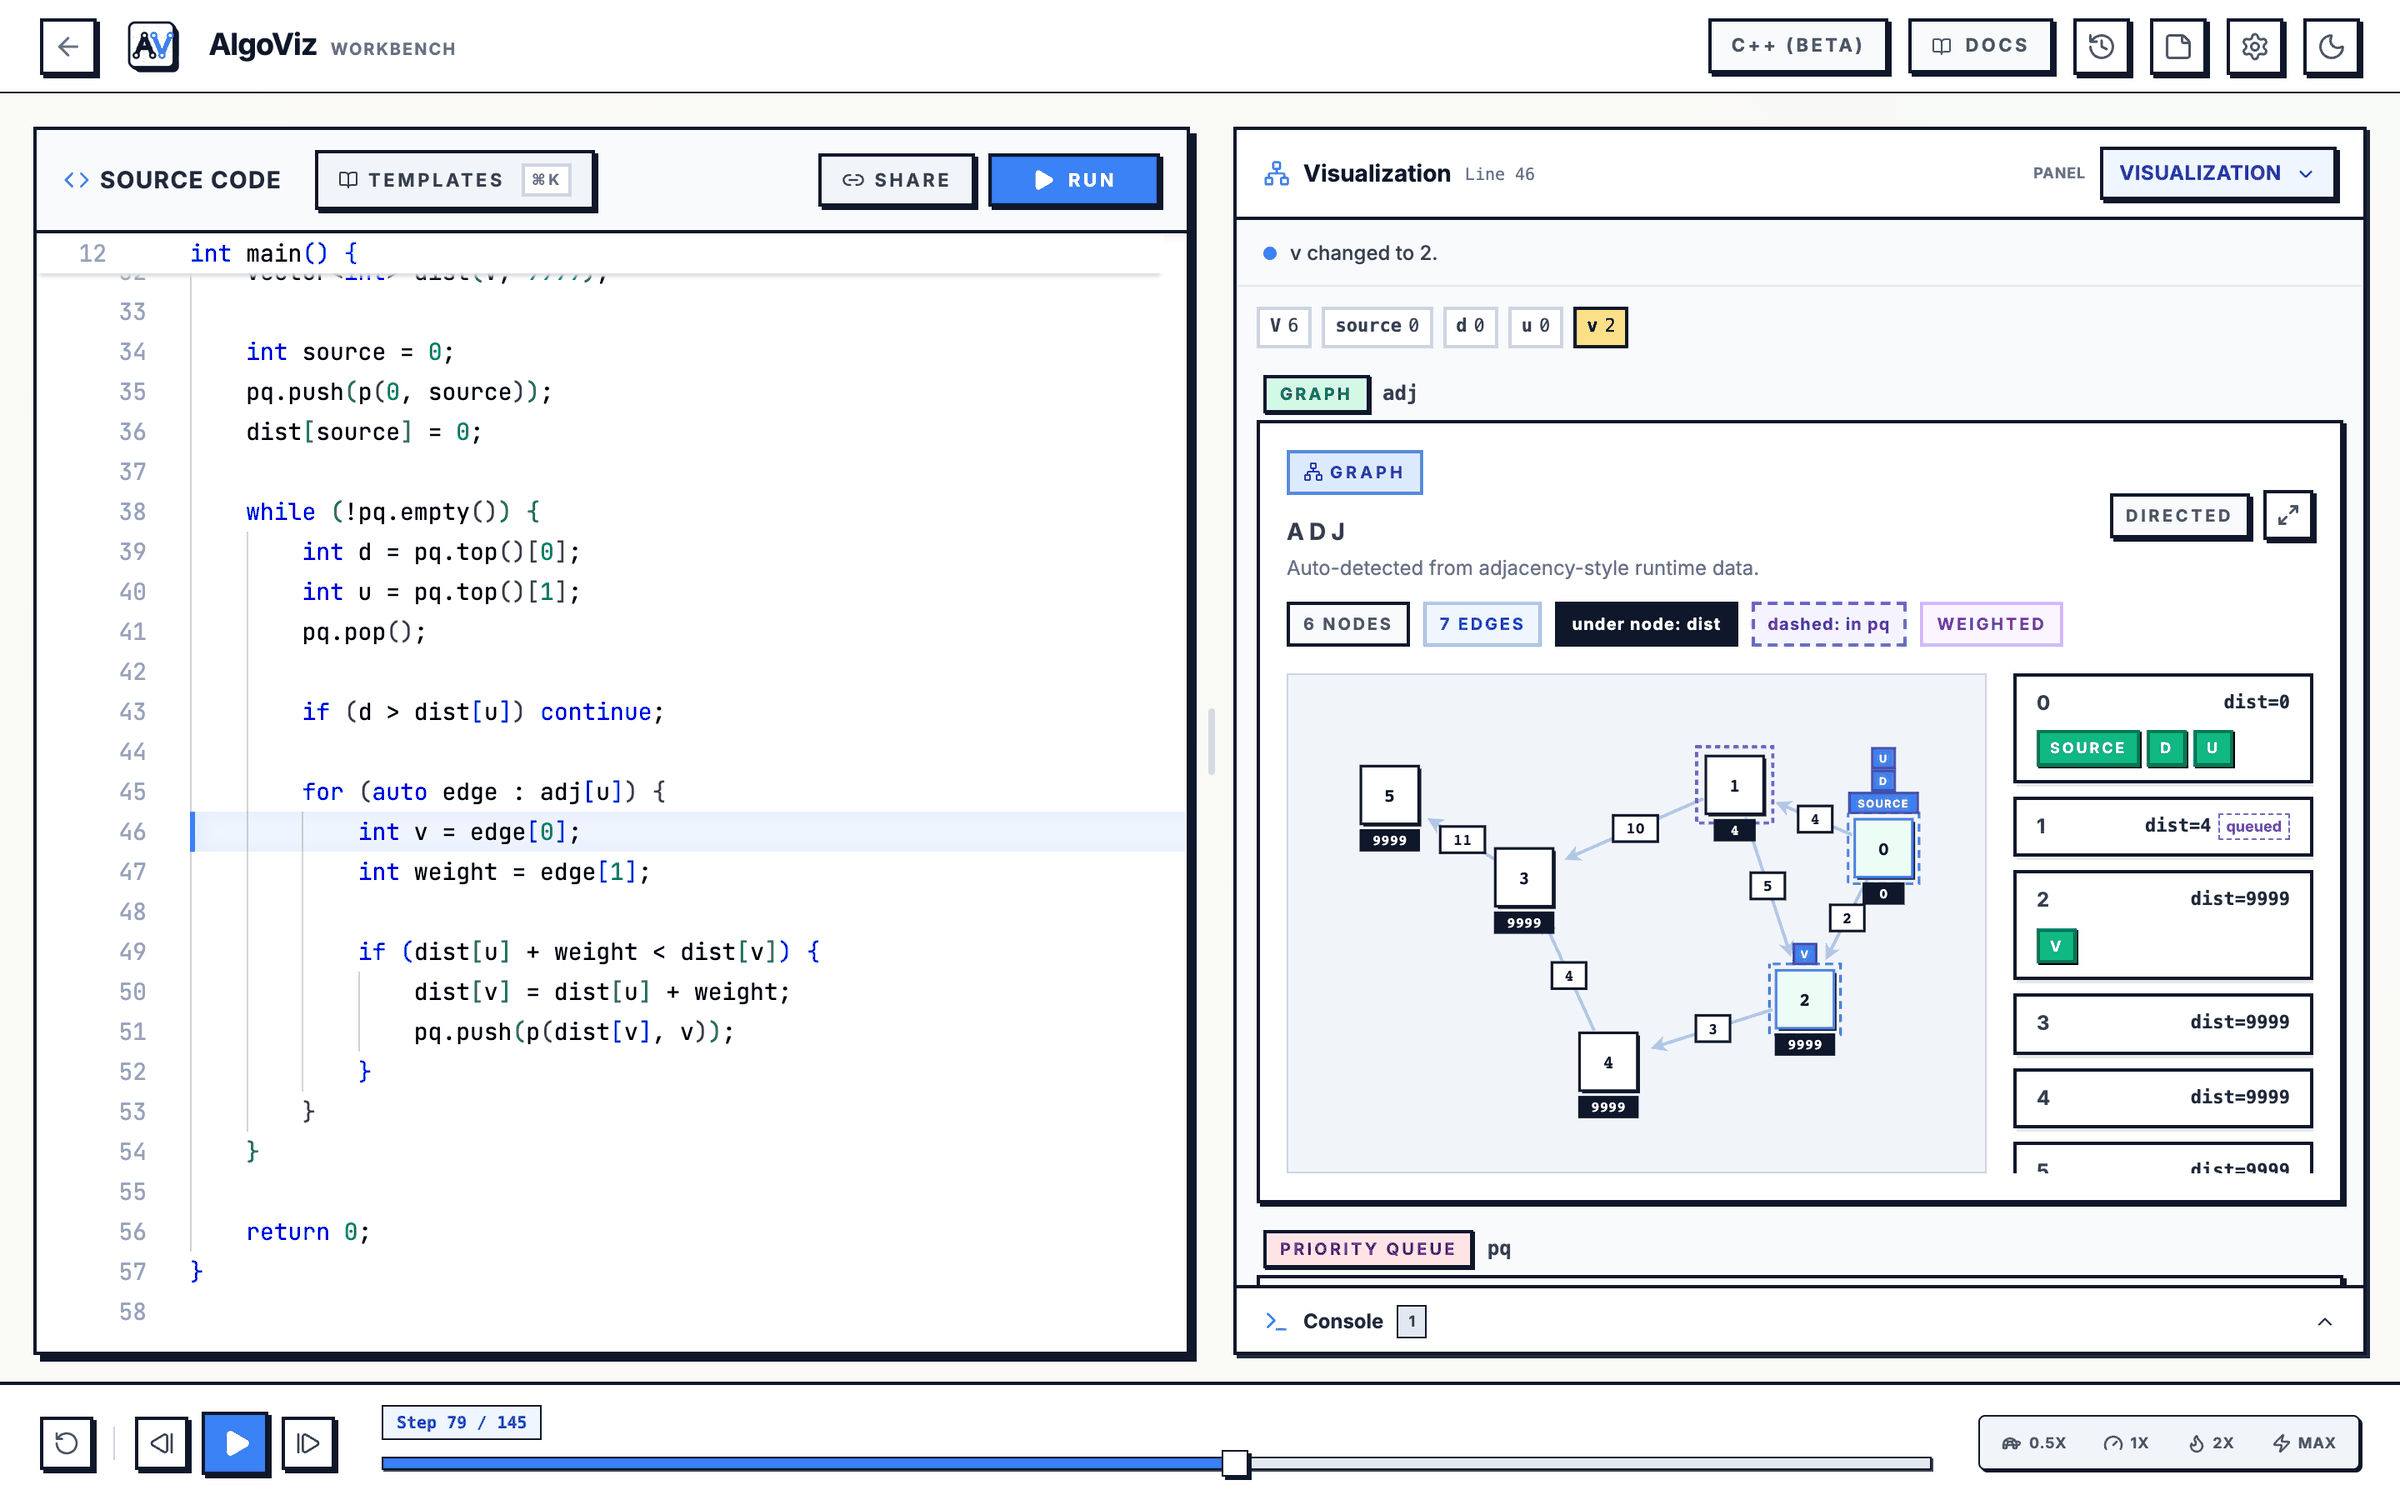 AV AlgoViz WORKBENCH
C++ (BETA)
DOCS
SOURCE CODE
TEMPLATES ⌘K
SHARE
RUN
12 int main() {
33
34 int source = 0;
35 pq.push(p(0, source));
36 dist[source] = 0;
37
38 while (!pq.empty()) {
39 int d = pq.top()[0];
40 int u = pq.top()[1];
41 pq.pop();
42
43 if (d > dist[u]) continue;
44
45 for (auto edge : adj[u]) {
46 int v = edge[0];
47 int weight = edge[1];
48
49 if (dist[u] + weight < dist[v]) {
50 dist[v] = dist[u] + weight;
51 pq.push(p(dist[v], v));
52 }
53 }
54 }
55
56 return 0;
57 }
58
Visualization Line 46
PANEL VISUALIZATION
v changed to 2.
V 6 source 0 d 0 u 0 v 2
GRAPH adj
GRAPH
ADJ
DIRECTED
Auto-detected from adjacency-style runtime data.
6 NODES 7 EDGES under node: dist dashed: in pq WEIGHTED
U
D
SOURCE
1
4
5
9999
11
10
4
0
0
3
9999
5
2
V
4
2
9999
3
4
9999
0 dist=0
SOURCE D U
1 dist=4 queued
2 dist=9999
V
3 dist=9999
4 dist=9999
5 dist=9999
PRIORITY QUEUE pq
Console 1
Step 79 / 145
0.5X 1X 2X MAX